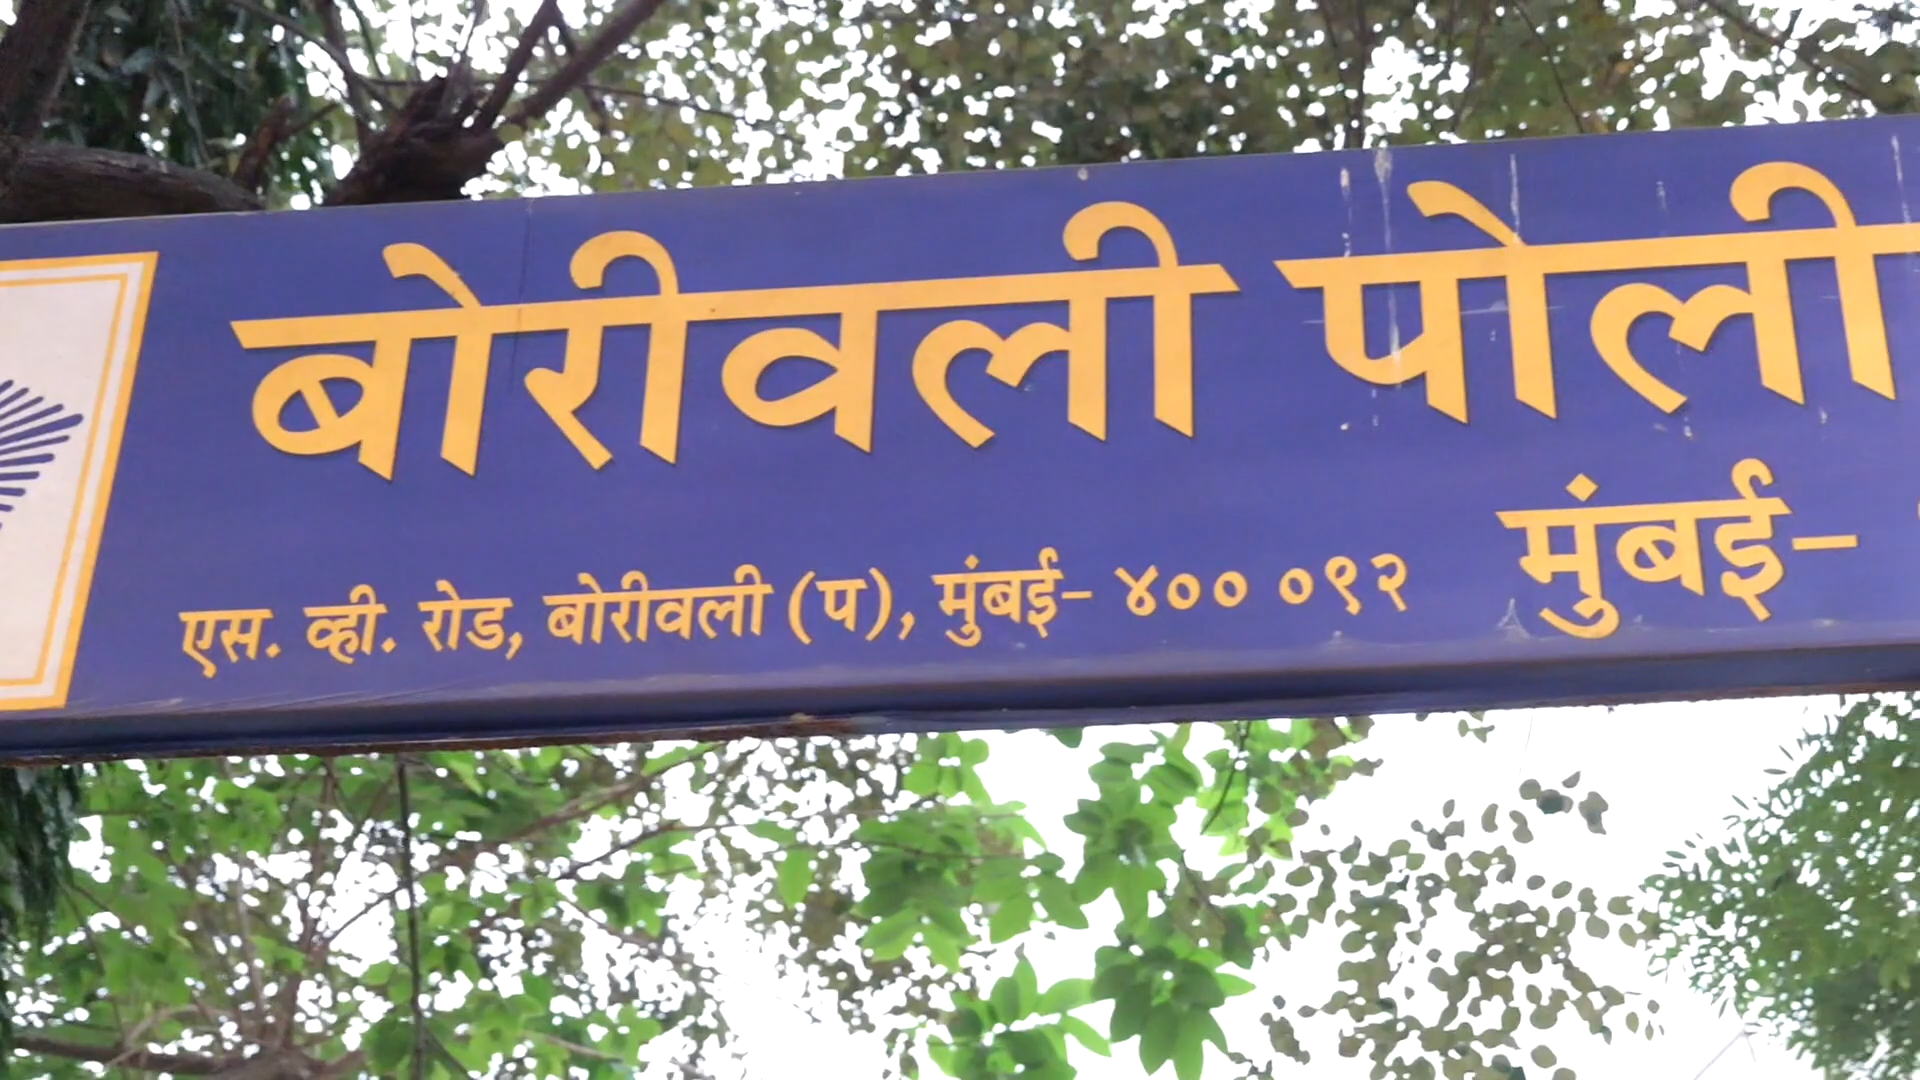 बोरीवली पोली
एस. व्ही. रोड, बोरीवली (प), मुंबई- ४०० ०९२
मुंबई-